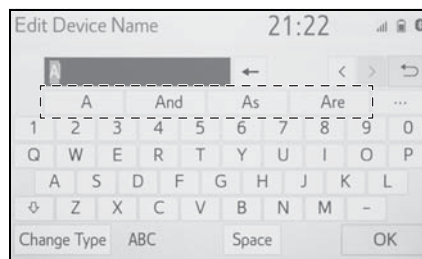 Edit Device Name 21:22
A
A And As Are ...
1 2 3 4 5 6 7 8 9 0
Q W E R T Y U I O P
A S D F G H J K L
Z X C V B N M -
Change Type ABC Space OK